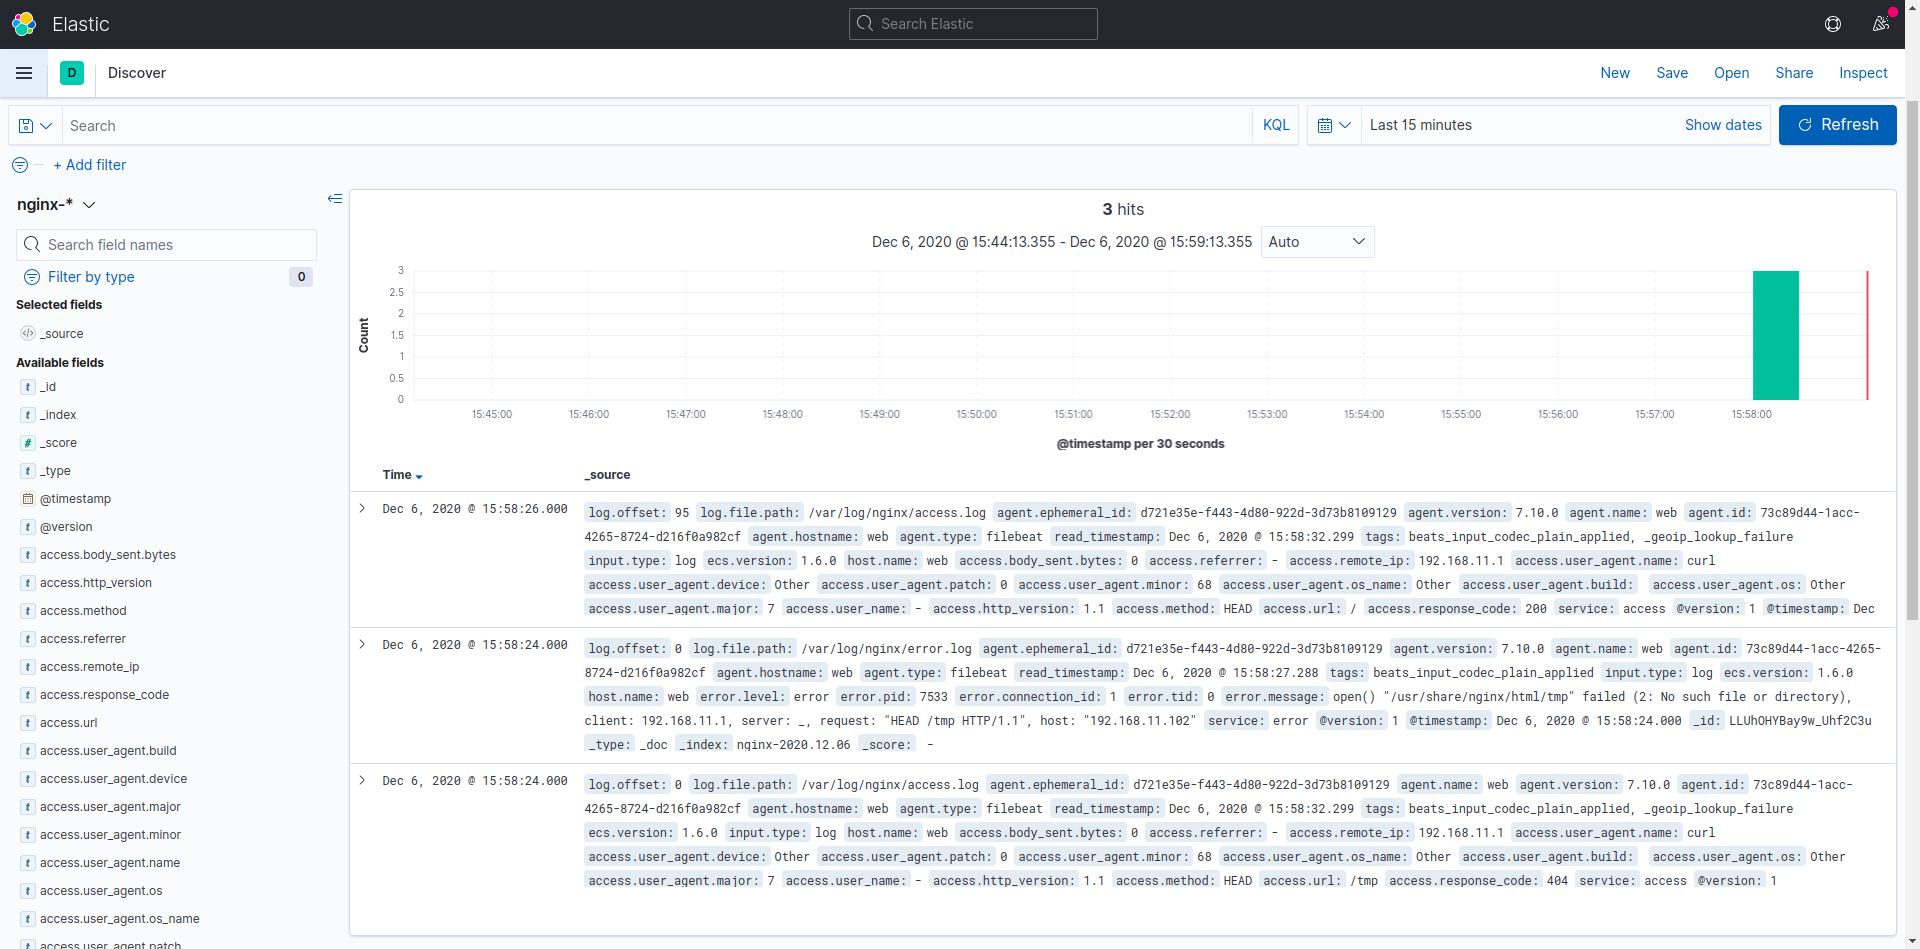 Elastic
Search Elastic
D
Discover
New Save Open Share Inspect
Search
KQL
Last 15 minutes
Show dates
Refresh
+ Add filter
nginx-*
Search field names
Filter by type 0
Selected fields
_source
Available fields
t _id
t _index
# _score
t _type
@timestamp
t @version
t access.body_sent.bytes
t access.http_version
t access.method
t access.referrer
t access.remote_ip
t access.response_code
t access.url
t access.user_agent.build
t access.user_agent.device
t access.user_agent.major
t access.user_agent.minor
t access.user_agent.name
t access.user_agent.os
t access.user_agent.os_name
access.user_agent.patch
3 hits
Dec 6, 2020 @ 15:44:13.355 - Dec 6, 2020 @ 15:59:13.355
Auto
Count
3
2.5
2
1.5
1
0.5
0
15:45:00 15:46:00 15:47:00 15:48:00 15:49:00 15:50:00 15:51:00 15:52:00 15:53:00 15:54:00 15:55:00 15:56:00 15:57:00 15:58:00
@timestamp per 30 seconds
Time _source
Dec 6, 2020 @ 15:58:26.000
log.offset: 95 log.file.path: /var/log/nginx/access.log agent.ephemeral_id: d721e35e-f443-4d80-922d-3d73b8109129 agent.version: 7.10.0 agent.name: web agent.id: 73c89d44-1acc-
4265-8724-d216f0a982cf agent.hostname: web agent.type: filebeat read_timestamp: Dec 6, 2020 @ 15:58:32.299 tags: beats_input_codec_plain_applied, _geoip_lookup_failure
input.type: log ecs.version: 1.6.0 host.name: web access.body_sent.bytes: 0 access.referrer: - access.remote_ip: 192.168.11.1 access.user_agent.name: curl
access.user_agent.device: Other access.user_agent.patch: 0 access.user_agent.minor: 68 access.user_agent.os_name: Other access.user_agent.build: access.user_agent.os: Other
access.user_agent.major: 7 access.user_name: - access.http_version: 1.1 access.method: HEAD access.url: / access.response_code: 200 service: access @version: 1 @timestamp: Dec
Dec 6, 2020 @ 15:58:24.000
log.offset: 0 log.file.path: /var/log/nginx/error.log agent.ephemeral_id: d721e35e-f443-4d80-922d-3d73b8109129 agent.version: 7.10.0 agent.name: web agent.id: 73c89d44-1acc-4265-
8724-d216f0a982cf agent.hostname: web agent.type: filebeat read_timestamp: Dec 6, 2020 @ 15:58:27.288 tags: beats_input_codec_plain_applied input.type: log ecs.version: 1.6.0
host.name: web error.level: error error.pid: 7533 error.connection_id: 1 error.tid: 0 error.message: open() "/usr/share/nginx/html/tmp" failed (2: No such file or directory),
client: 192.168.11.1, server: _, request: "HEAD /tmp HTTP/1.1", host: "192.168.11.102" service: error @version: 1 @timestamp: Dec 6, 2020 @ 15:58:24.000 _id: LLUhOHYBay9w_Uhf2C3u
_type: _doc _index: nginx-2020.12.06 _score: -
Dec 6, 2020 @ 15:58:24.000
log.offset: 0 log.file.path: /var/log/nginx/access.log agent.ephemeral_id: d721e35e-f443-4d80-922d-3d73b8109129 agent.name: web agent.version: 7.10.0 agent.id: 73c89d44-1acc-
4265-8724-d216f0a982cf agent.hostname: web agent.type: filebeat read_timestamp: Dec 6, 2020 @ 15:58:32.299 tags: beats_input_codec_plain_applied, _geoip_lookup_failure
ecs.version: 1.6.0 input.type: log host.name: web access.body_sent.bytes: 0 access.referrer: - access.remote_ip: 192.168.11.1 access.user_agent.name: curl
access.user_agent.device: Other access.user_agent.patch: 0 access.user_agent.minor: 68 access.user_agent.os_name: Other access.user_agent.build: access.user_agent.os: Other
access.user_agent.major: 7 access.user_name: - access.http_version: 1.1 access.method: HEAD access.url: /tmp access.response_code: 404 service: access @version: 1